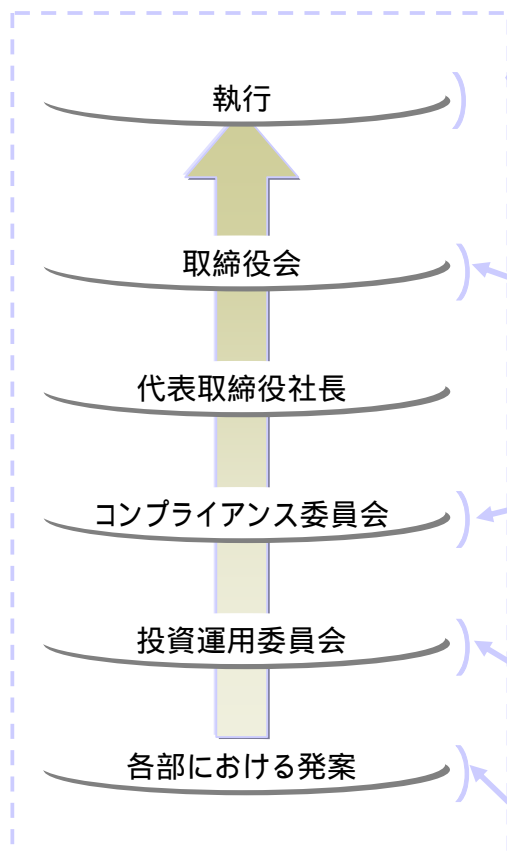 執行
取締役会
代表取締役社長
コンプライアンス委員会
投資運用委員会
各部における発案